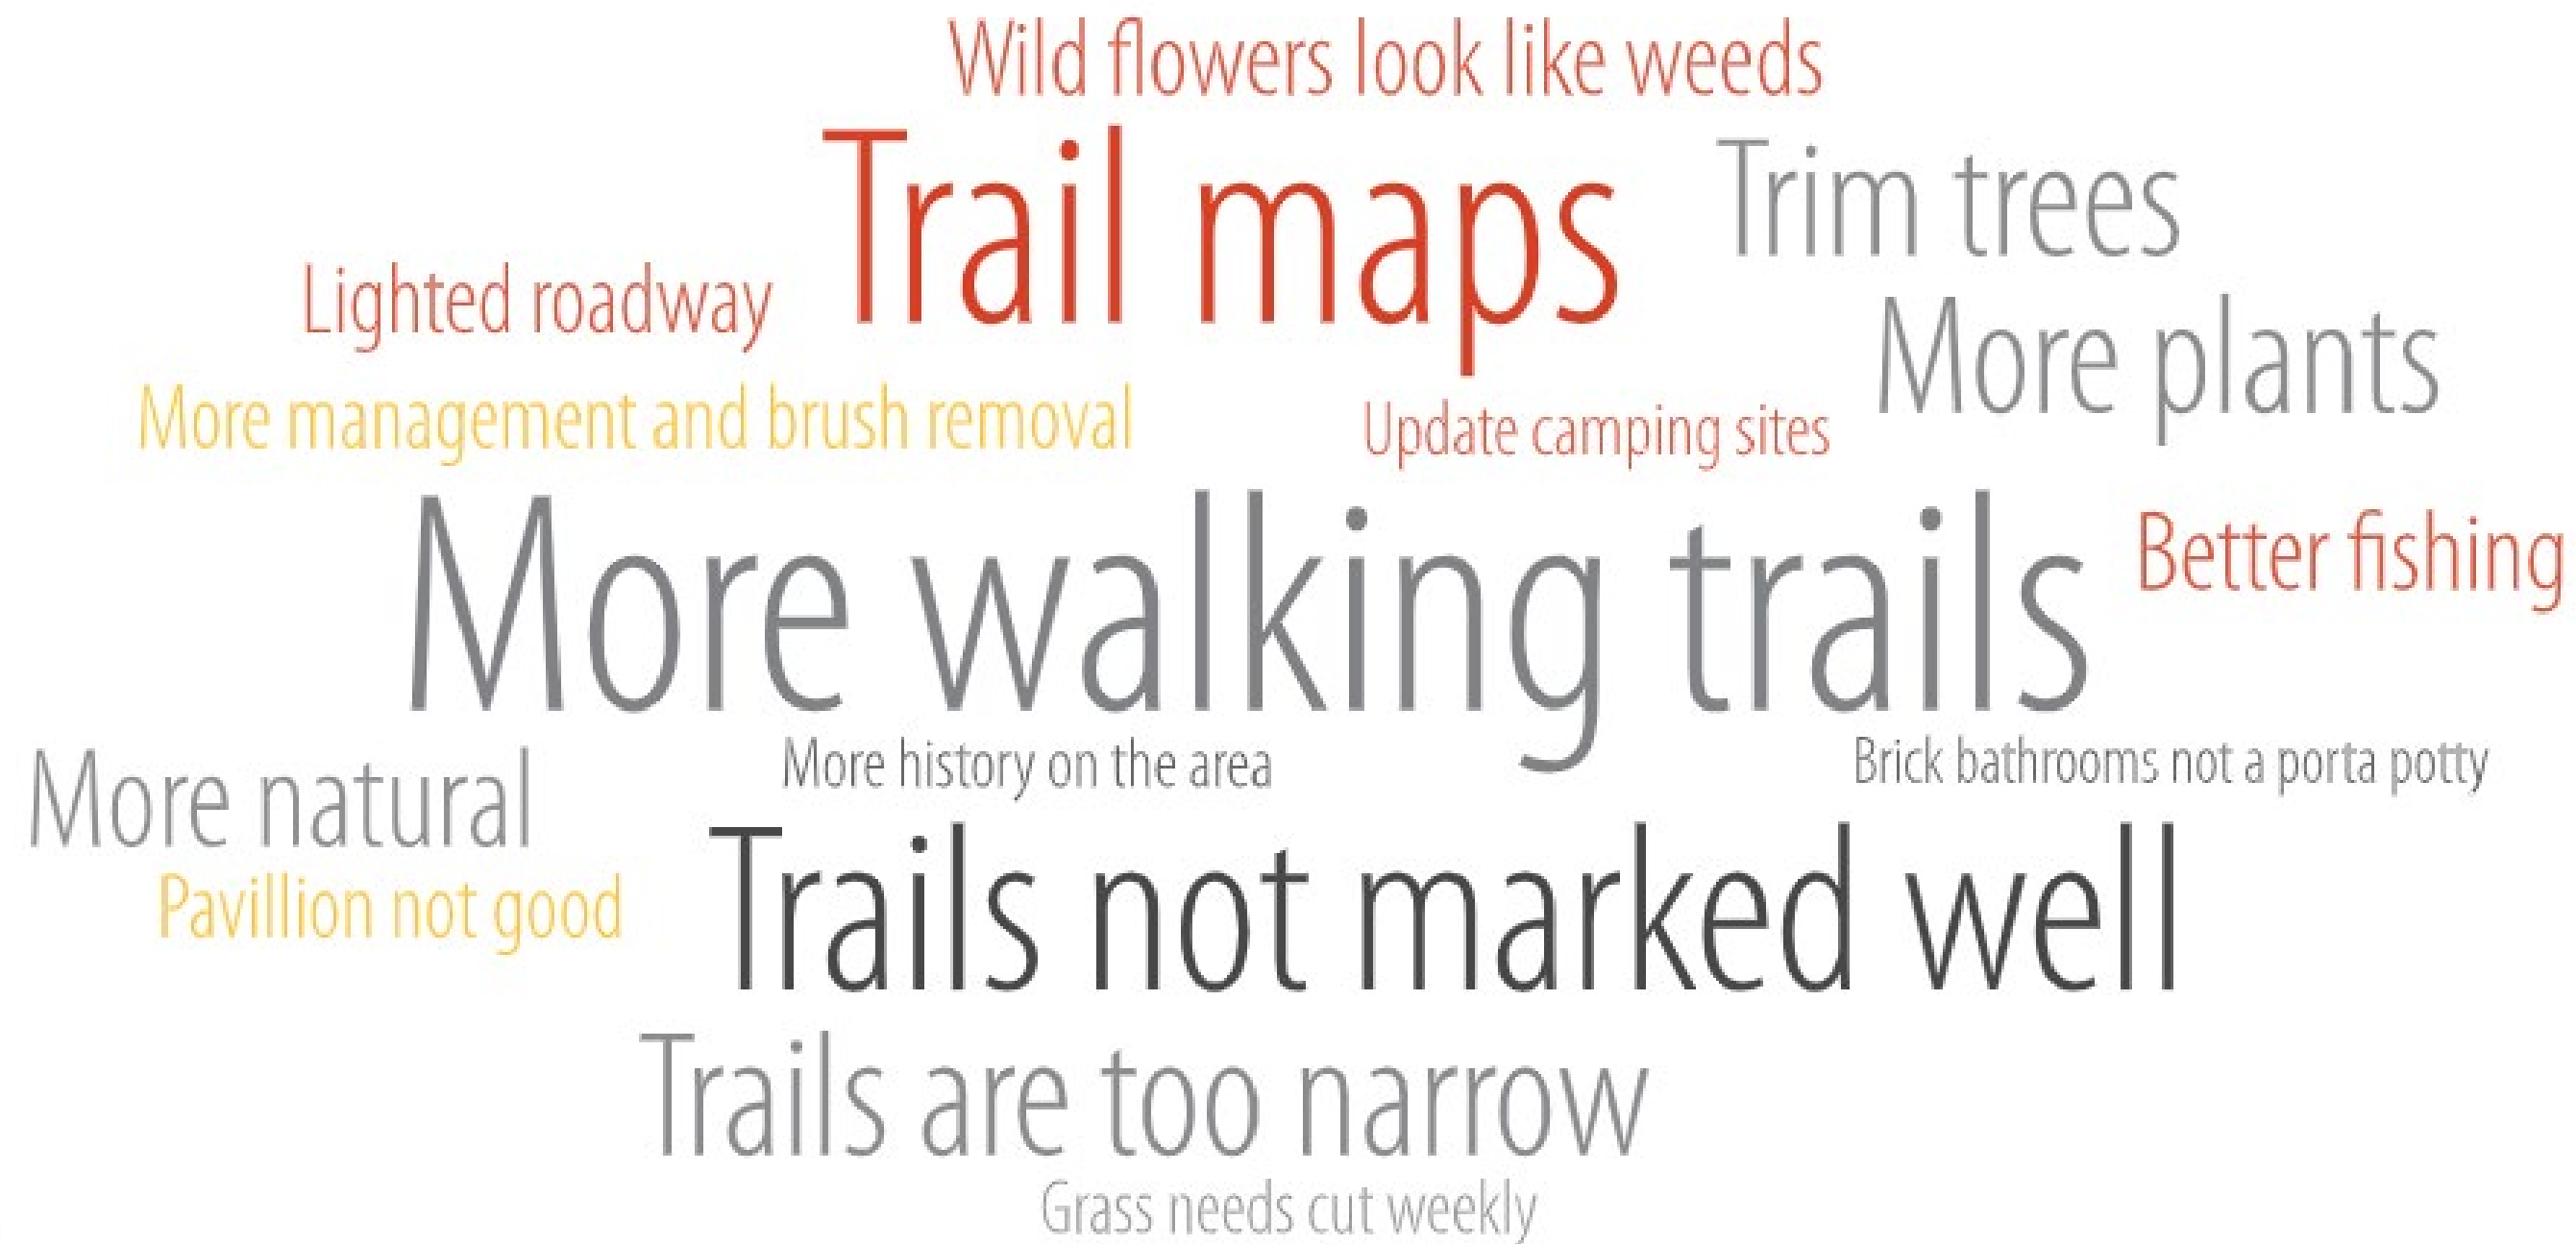 Wild flowers look like weeds
Trail maps
Trim trees
Lighted roadway
More plants
More management and brush removal
Update camping sites
More walking trails
Better fishing
More natural
More history on the area
Brick bathrooms not a porta potty
Pavillion not good
Trails not marked well
Trails are too narrow
Grass needs cut weekly